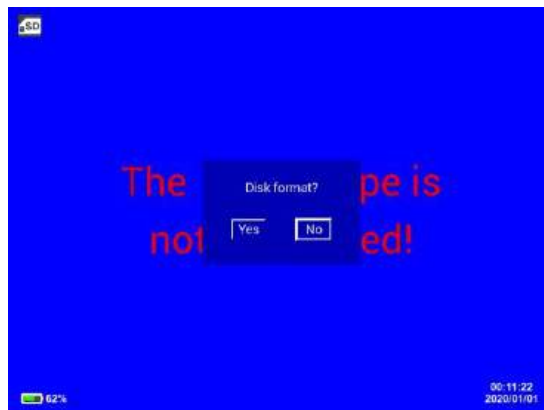 SD
The pe is
Disk format?
Yes No
not ed!
62%
00:11:22
2020/01/01